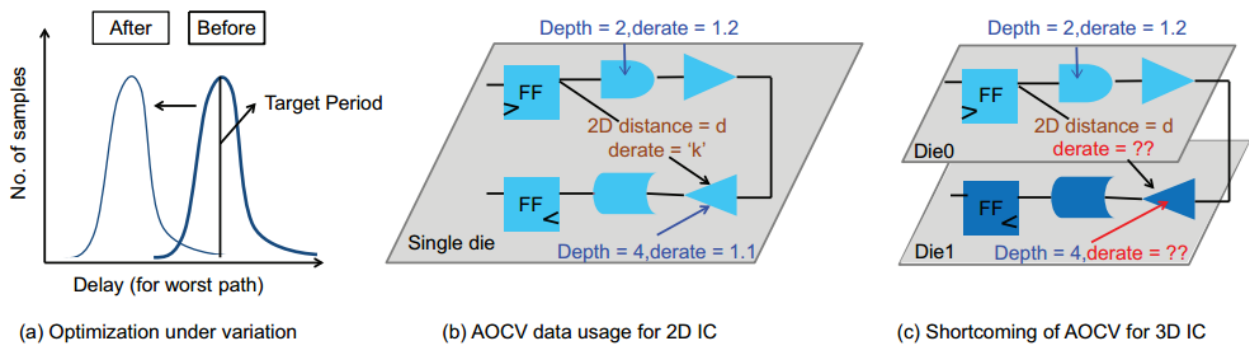 After
Before
Target Period
No. of samples
Delay (for worst path)
(a) Optimization under variation
Depth = 2,derate = 1.2
FF
>
2D distance = d
derate = ‘k’
FF
<
Single die
Depth = 4,derate = 1.1
(b) AOCV data usage for 2D IC
Depth = 2,derate = 1.2
FF
>
2D distance = d
derate = ??
Die0
FF
<
Die1
Depth = 4,derate = ??
(c) Shortcoming of AOCV for 3D IC